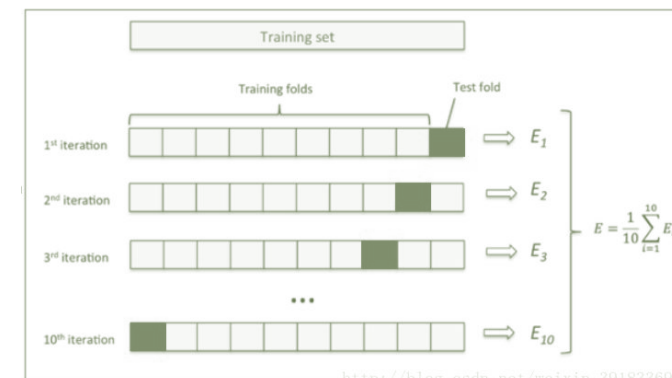 Training set
Training folds
Test fold
1st iteration
E1
2nd iteration
E2
3rd iteration
E3
...
10th iteration
E10
E = 1/10 ∑ i=1 10 E